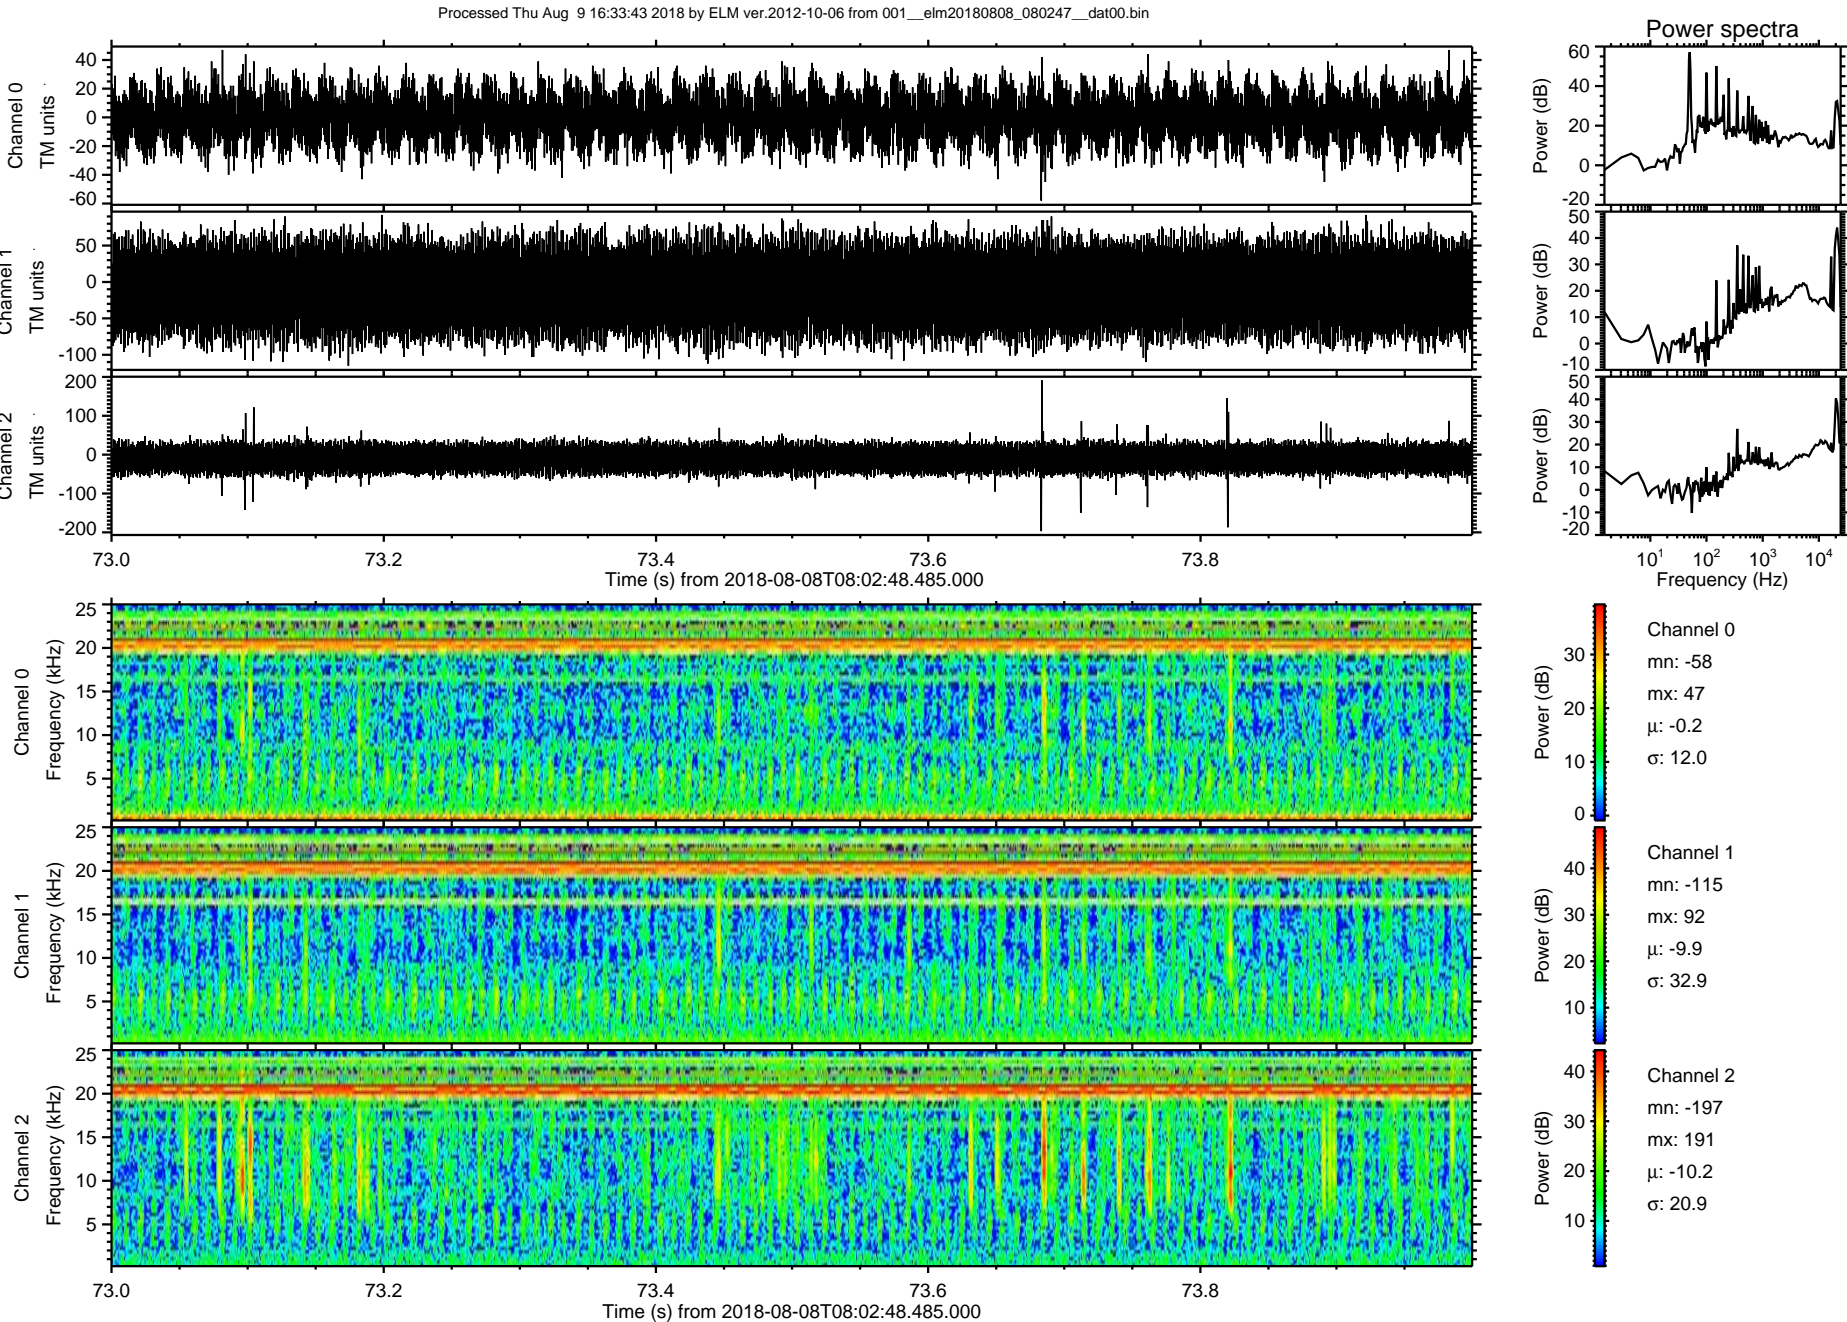 Processed Thu Aug  9 16:33:43 2018 by ELM ver.2012-10-06 from 001__elm20180808_080247__dat00.bin
Power spectra
Channel 0
TM units
40
20
0
-20
-40
-60
Power (dB)
60
40
20
0
-20
Channel 1
TM units
50
0
-50
-100
Power (dB)
50
40
30
20
10
0
-10
Channel 2
TM units
200
100
0
-100
-200
Power (dB)
50
40
30
20
10
0
-10
-20
73.0 73.2 73.4 73.6 73.8
Time (s) from 2018-08-08T08:02:48.485.000
10^1 10^2 10^3 10^4
Frequency (Hz)
Channel 0
Frequency (kHz)
25
20
15
10
5
Power (dB)
30
20
10
0
Channel 0
mn: -58
mx: 47
μ: -0.2
σ: 12.0
Channel 1
Frequency (kHz)
25
20
15
10
5
Power (dB)
40
30
20
10
Channel 1
mn: -115
mx: 92
μ: -9.9
σ: 32.9
Channel 2
Frequency (kHz)
25
20
15
10
5
Power (dB)
40
30
20
10
Channel 2
mn: -197
mx: 191
μ: -10.2
σ: 20.9
73.0 73.2 73.4 73.6 73.8
Time (s) from 2018-08-08T08:02:48.485.000